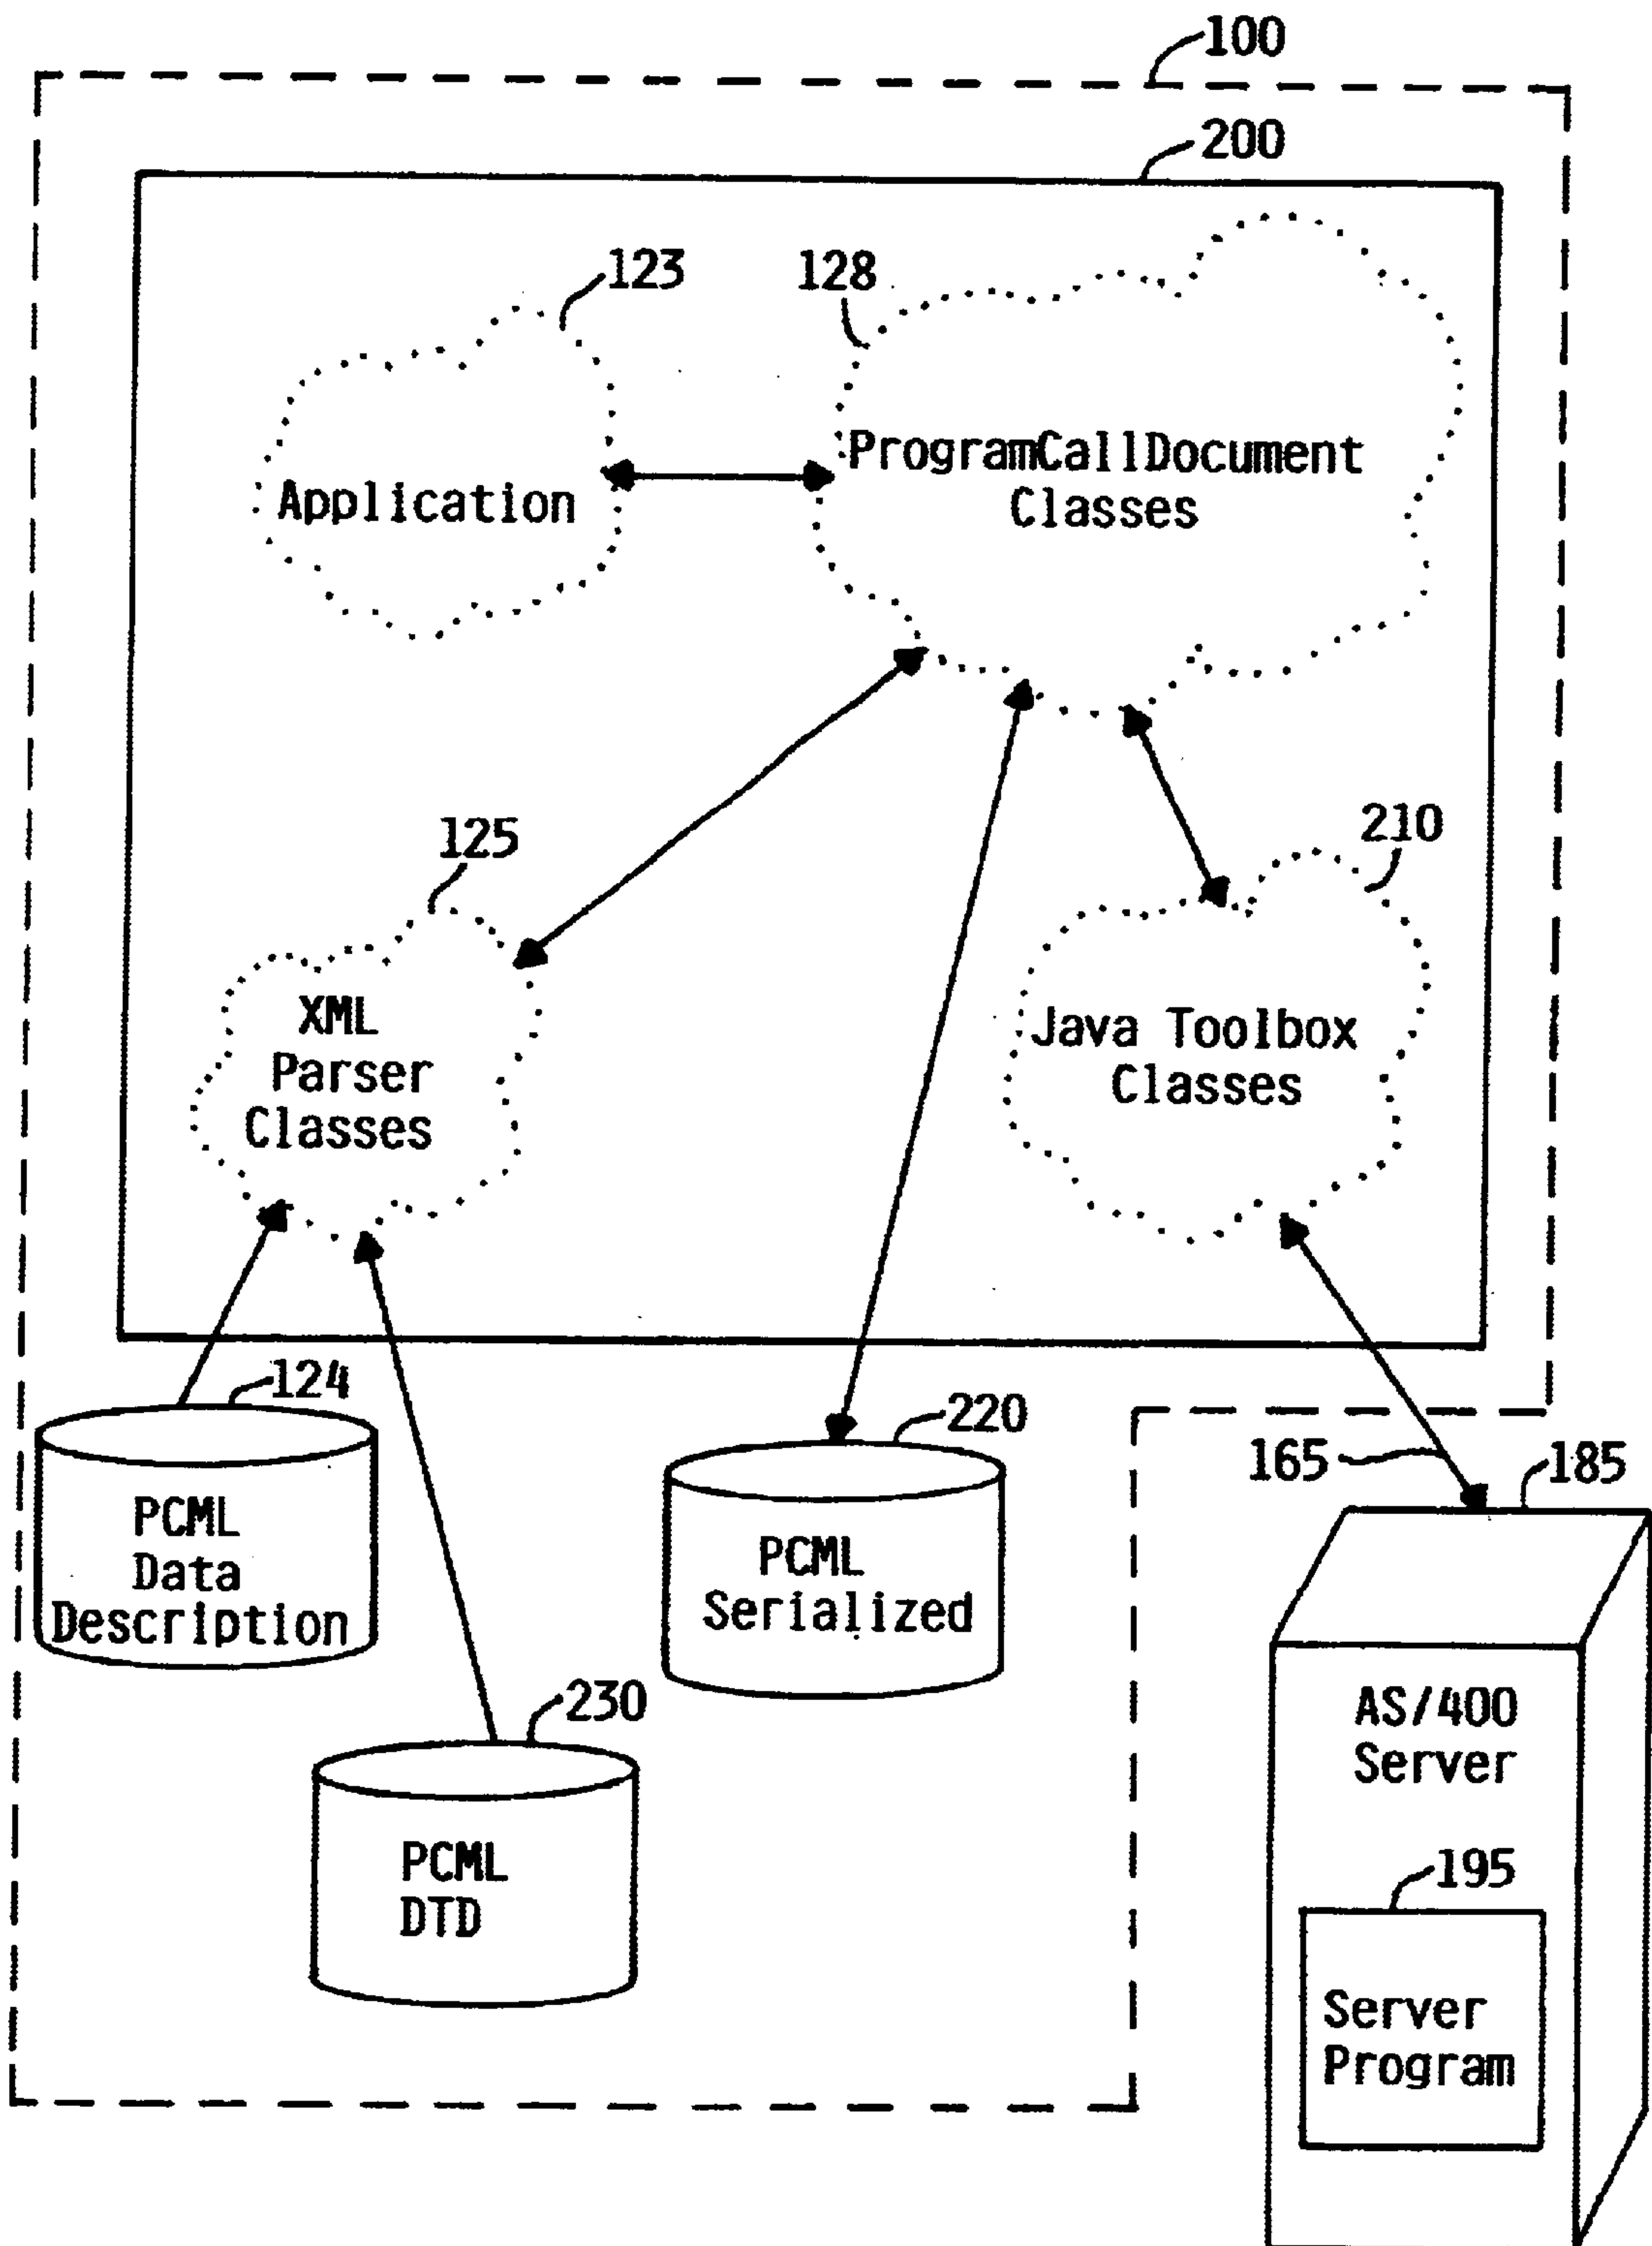 100
200
123
128
Application
ProgramCallDocument
Classes
125
210
XML
Parser
Classes
Java Toolbox
Classes
124
220
165
185
PCML
Data
Description
PCML
Serialized
230
PCML
DTD
AS/400
Server
195
Server
Program